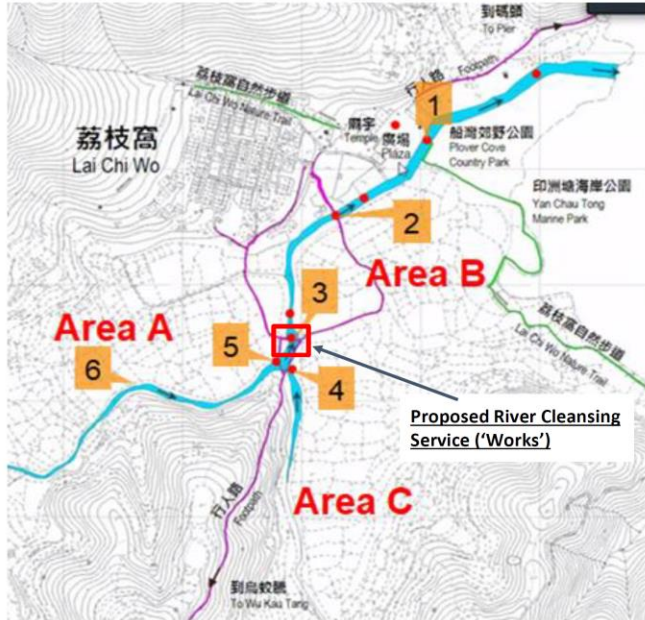 到碼頭
To Pier
行人路
Footpath
荔枝窩自然步道
Lai Chi Wo Nature Trail
1
廟宇
Temple
廣場
Plaza
船灣郊野公園
Plover Cove
Country Park
荔枝窩
Lai Chi Wo
印洲塘海岸公園
Yan Chau Tong
Marine Park
2
Area B
3
Area A
荔枝窩自然步道
Lai Chi Wo Nature Trail
5
6
4
Proposed River Cleansing
Service (‘Works’)
Area C
行人路
Footpath
到烏蛟騰
To Wu Kau Tang